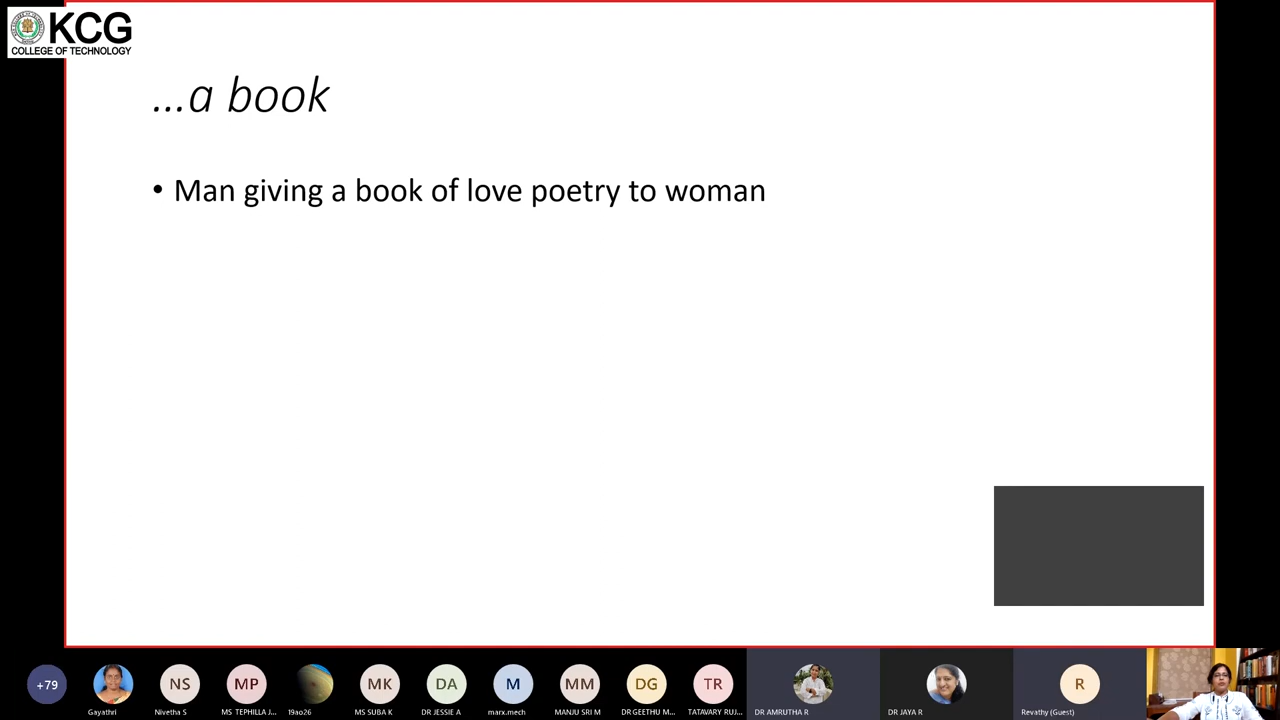 KCG
COLLEGE OF TECHNOLOGY
...a book
• Man giving a book of love poetry to woman
+79
NS
MP
MK
DA
M
MM
DG
TR
R
Gayathri
Nivetha S
MS TEPHILLA J...
19ao26
MS SUBA K
DR JESSIE A
marx.mech
MANJU SRI M
DR GEETHU M...
TATAVARY RUJ...
DR AMRUTHA R
DR JAYA R
Revathy (Guest)